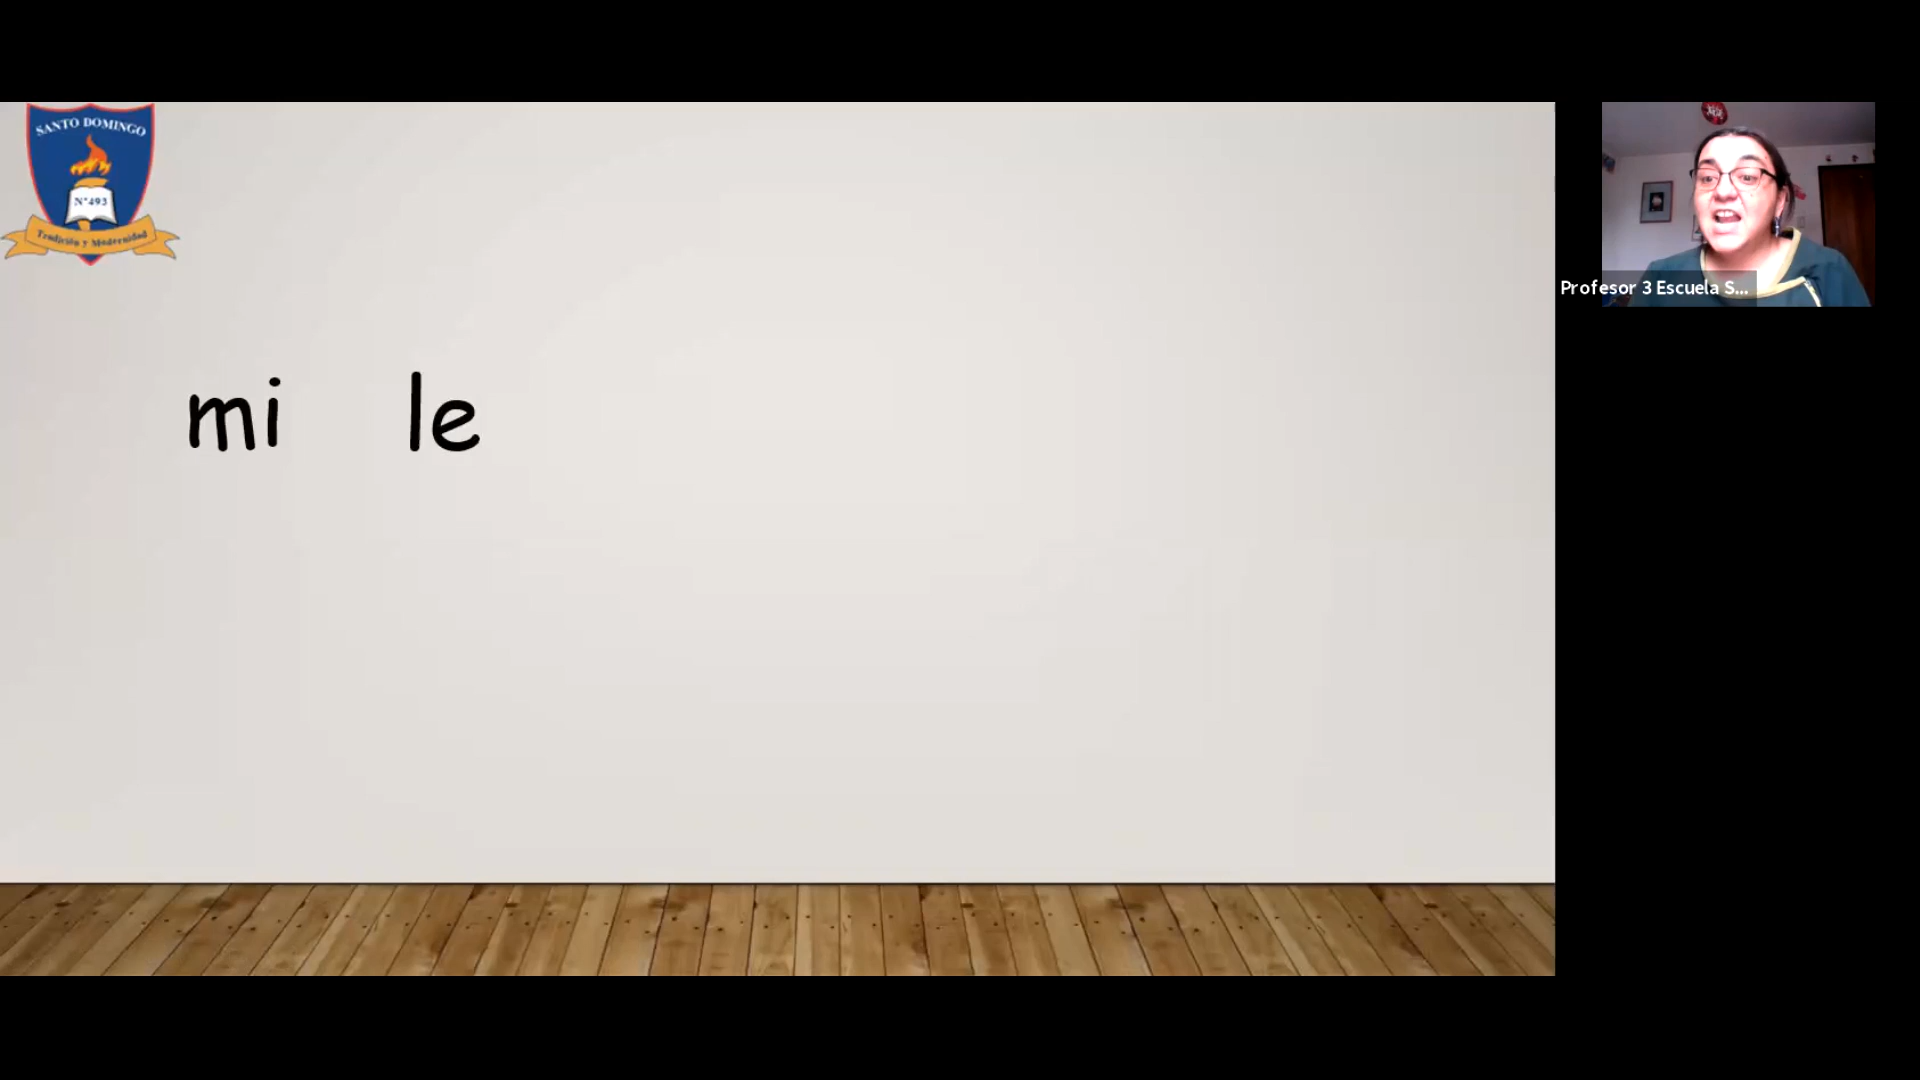 SANTO DOMINGO
N°493
Tradición y Modernidad
mi le
Profesor 3 Escuela S...